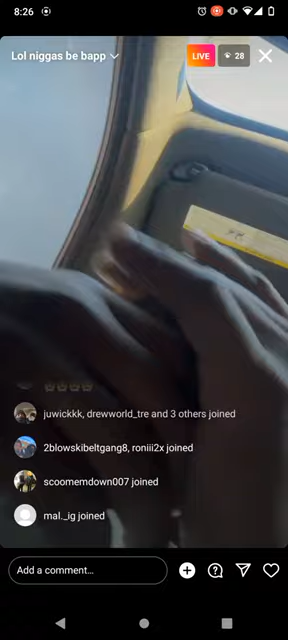 8:26
Lol niggas be bapp
LIVE
28
juwickkk, drewworld_tre and 3 others joined
2blowskibeltgang8, roniii2x joined
scoomemdown007 joined
mal._ig joined
Add a comment...